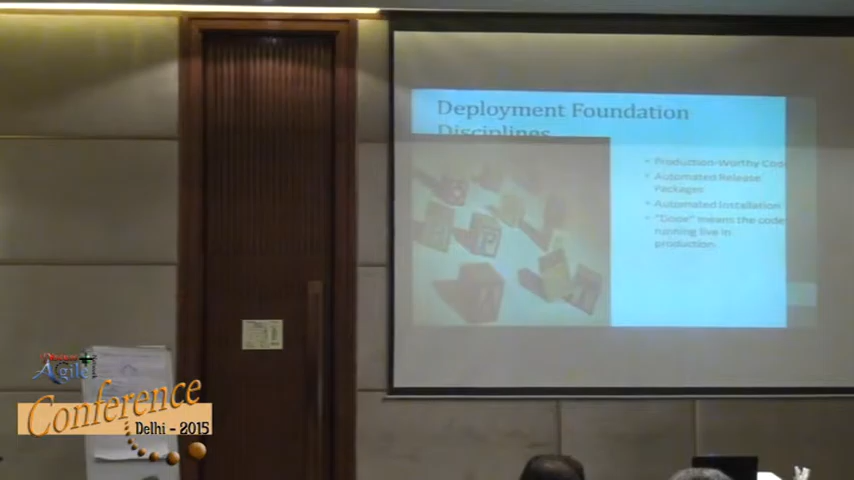 Deployment Foundation
Disciplines
• Production-Worthy Code
• Automated Release
Packages
• Automated Installation
• "Done" means the code
running live in
production
Agile
Conference
Delhi - 2015